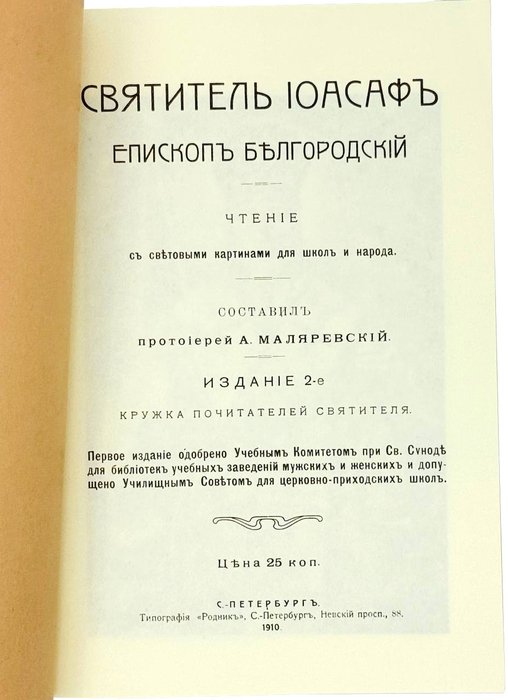 СВЯТИТЕЛЬ ІОАСАФЪ
ЕПИСКОПЪ БѢЛГОРОДСКІЙ
ЧТЕНІЕ
съ свѣтовыми картинами для школъ и народа.
СОСТАВИЛЪ
протоіерей А. МАЛЯРЕВСКІЙ.
ИЗДАНІЕ 2-е
КРУЖКА ПОЧИТАТЕЛЕЙ СВЯТИТЕЛЯ.
Первое изданіе одобрено Учебнымъ Комитетомъ при Св. Сѵнодѣ
для библіотекъ учебныхъ заведеній мужскихъ и женскихъ и допу-
щено Училищнымъ Совѣтомъ для церковно-приходскихъ школъ.
Цѣна 25 коп.
С.-ПЕТЕРБУРГЪ.
Типографія «Родникъ», С.-Петербургъ, Невскій просп., 88.
1910.